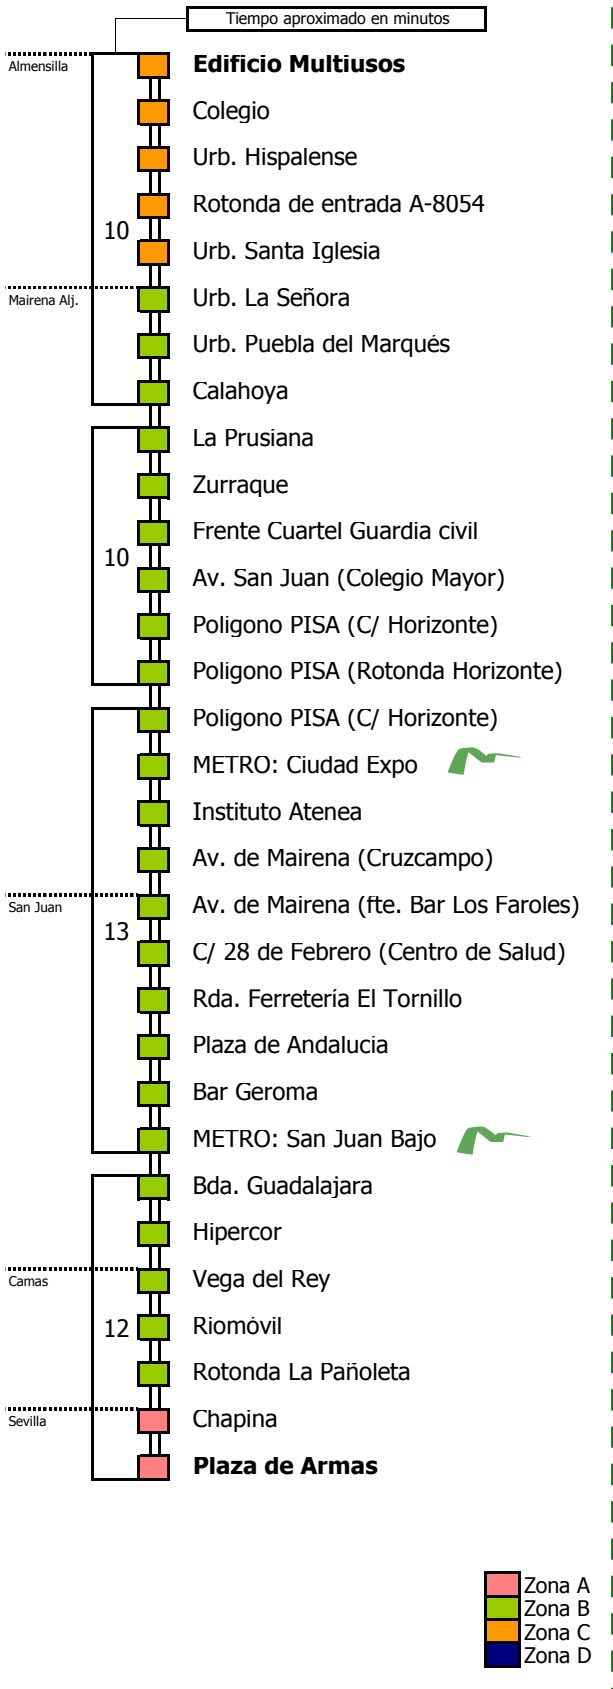 Tiempo aproximado en minutos
Almensilla
Edificio Multiusos
Colegio
Urb. Hispalense
Rotonda de entrada A-8054
10
Urb. Santa Iglesia
Mairena Alj.
Urb. La Señora
Urb. Puebla del Marqués
Calahoya
La Prusiana
Zurraque
Frente Cuartel Guardia civil
10
Av. San Juan (Colegio Mayor)
Poligono PISA (C/ Horizonte)
Poligono PISA (Rotonda Horizonte)
Poligono PISA (C/ Horizonte)
METRO: Ciudad Expo
Instituto Atenea
Av. de Mairena (Cruzcampo)
San Juan
Av. de Mairena (fte. Bar Los Faroles)
13
C/ 28 de Febrero (Centro de Salud)
Rda. Ferretería El Tornillo
Plaza de Andalucia
Bar Geroma
METRO: San Juan Bajo
Bda. Guadalajara
Hipercor
Camas
Vega del Rey
12
Riomóvil
Rotonda La Pañoleta
Sevilla
Chapina
Plaza de Armas
Zona A
Zona B
Zona C
Zona D